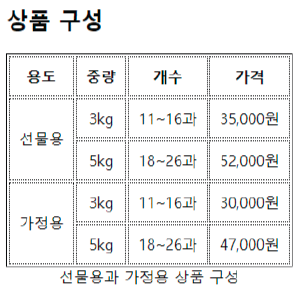 상품 구성
용도 중량 개수 가격
선물용 3kg 11~16과 35,000원
5kg 18~26과 52,000원
가정용 3kg 11~16과 30,000원
5kg 18~26과 47,000원
선물용과 가정용 상품 구성